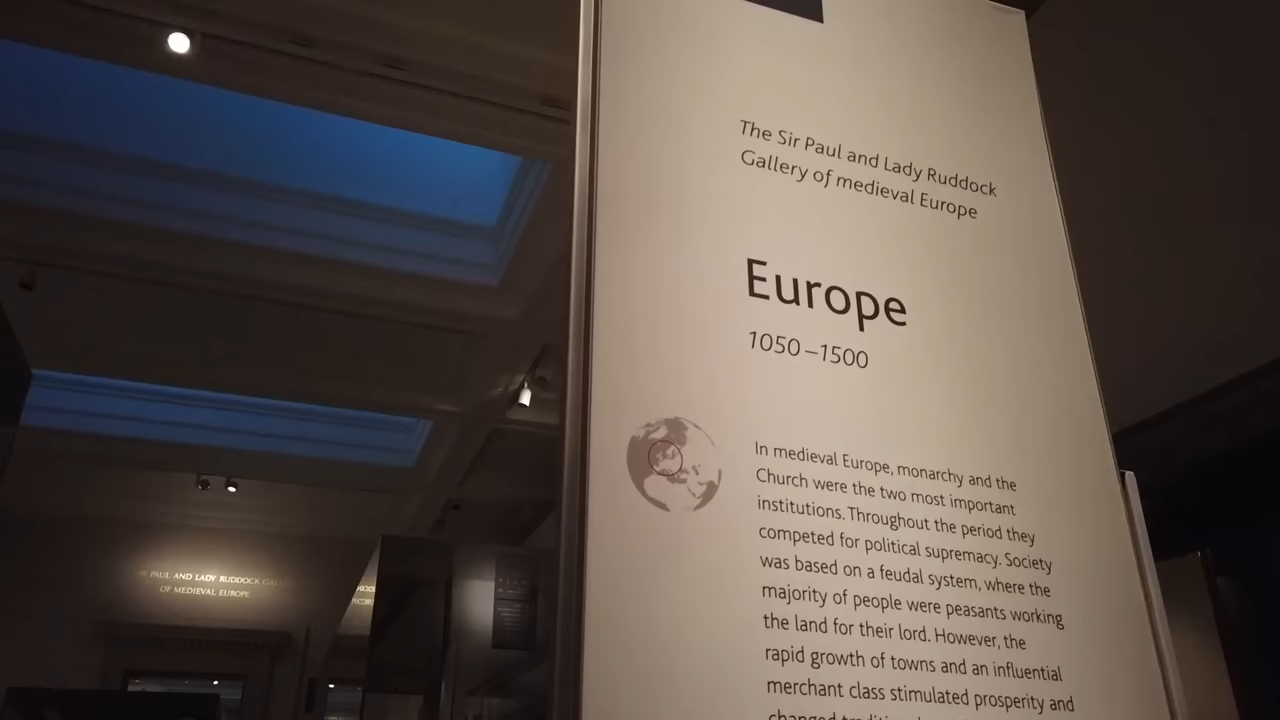 The Sir Paul and Lady Ruddock
Gallery of medieval Europe
Europe
1050–1500
In medieval Europe, monarchy and the
Church were the two most important
institutions. Throughout the period they
competed for political supremacy. Society
was based on a feudal system, where the
majority of people were peasants working
the land for their lord. However, the
rapid growth of towns and an influential
merchant class stimulated prosperity and
changed
PAUL AND LADY RUDDOCK
OF MEDIEVAL EUROPE